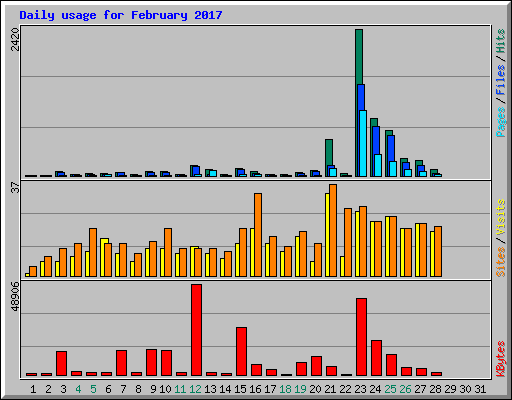 Daily usage for February 2017
2420
Pages / Files / Hits
37
Sites / Visits
48906
KBytes
1 2 3 4 5 6 7 8 9 10 11 12 13 14 15 16 17 18 19 20 21 22 23 24 25 26 27 28 29 30 31